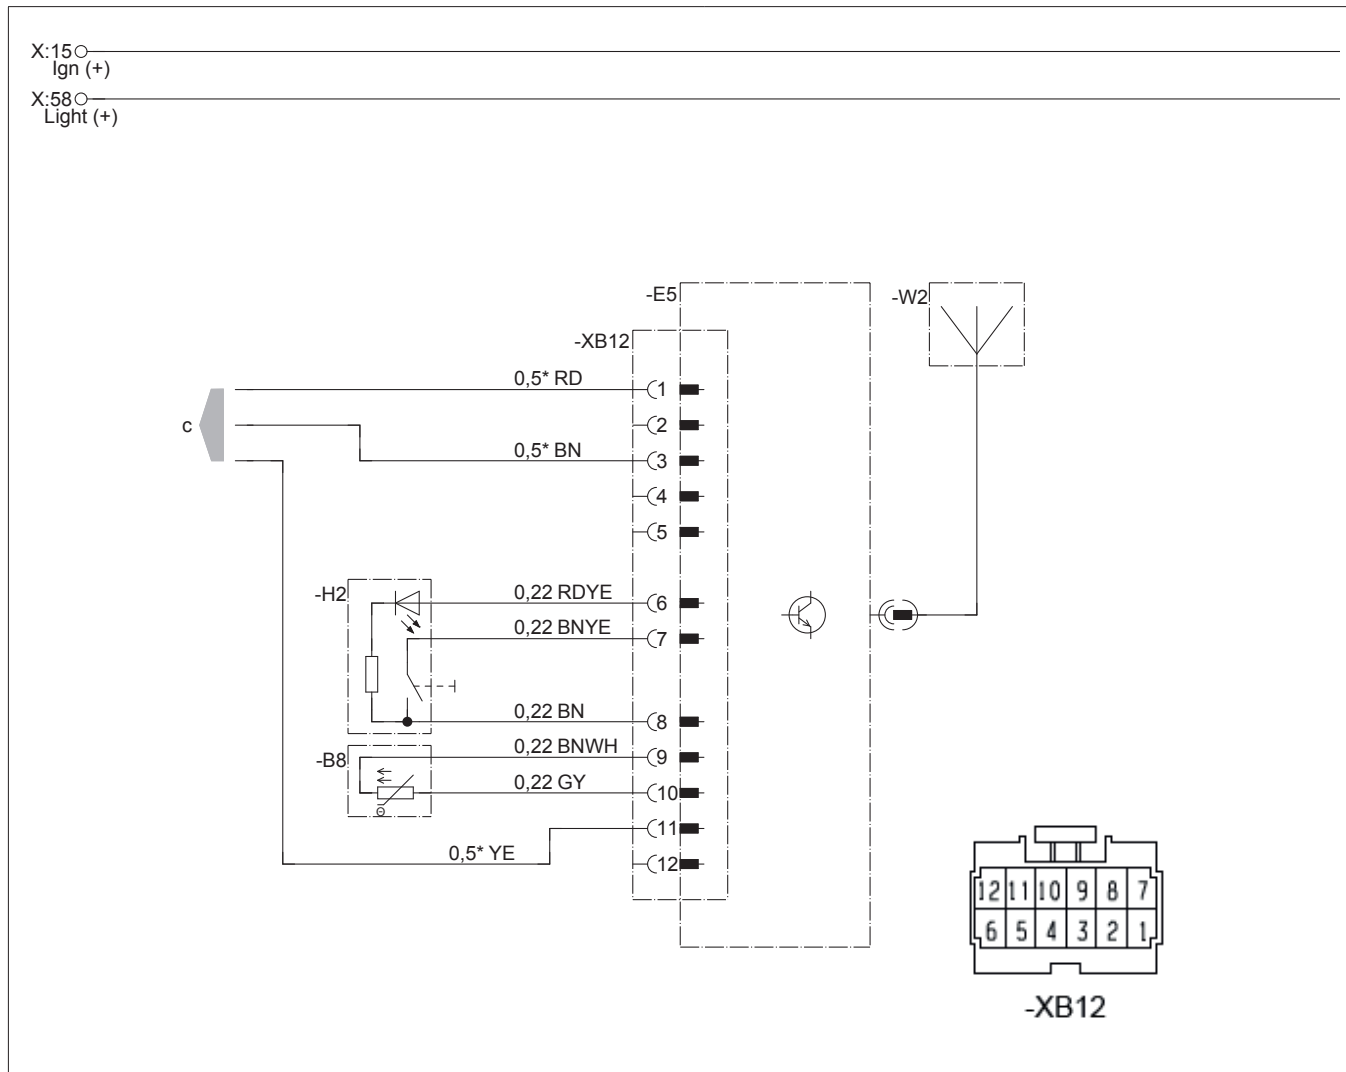 X:15
Ign (+)
X:58
Light (+)
-E5
-W2
-XB12
0,5* RD
1
c
2
0,5* BN
3
4
5
-H2
0,22 RDYE
6
0,22 BNYE
7
0,22 BN
8
0,22 BNWH
9
-B8
0,22 GY
10
11
0,5* YE
12
12 11 10 9 8 7
6 5 4 3 2 1
-XB12